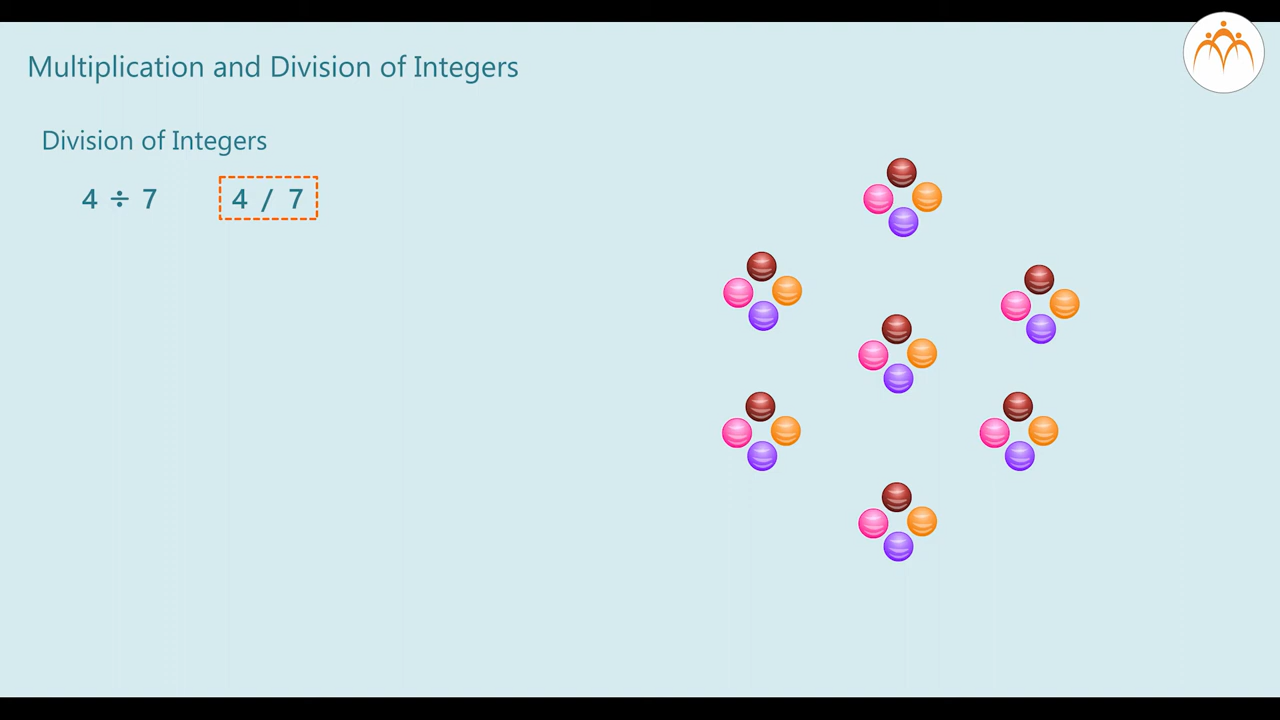 Multiplication and Division of Integers
Division of Integers
4 ÷ 7 4 / 7